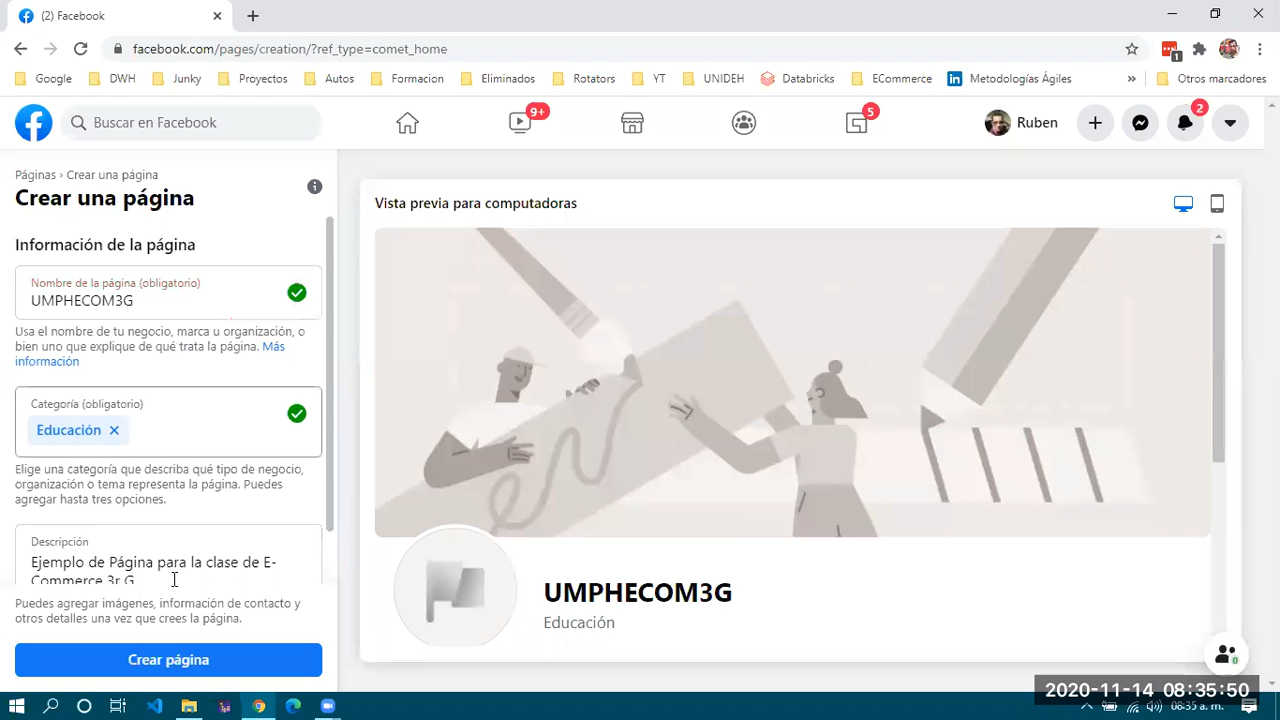 (2) Facebook
facebook.com/pages/creation/?ref_type=comet_home
1
Google DWH Junky Proyectos Autos Formacion Eliminados Rotators YT UNIDEH Databricks ECommerce Metodologías Ágiles » Otros marcadores
Buscar en Facebook
9+
5
Ruben
2
Páginas › Crear una página
Crear una página
Información de la página
Nombre de la página (obligatorio)
UMPHECOM3G
Usa el nombre de tu negocio, marca u organización, o
bien uno que explique de qué trata la página. Más
información
Categoría (obligatorio)
Educación
Elige una categoría que describa qué tipo de negocio,
organización o tema representa la página. Puedes
agregar hasta tres opciones.
Descripción
Ejemplo de Página para la clase de E-
Commerce 3r G
Puedes agregar imágenes, información de contacto y
otros detalles una vez que crees la página.
Crear página
Vista previa para computadoras
UMPHECOM3G
Educación
0
2020-11-14 08:35:50
08:35 a. m.